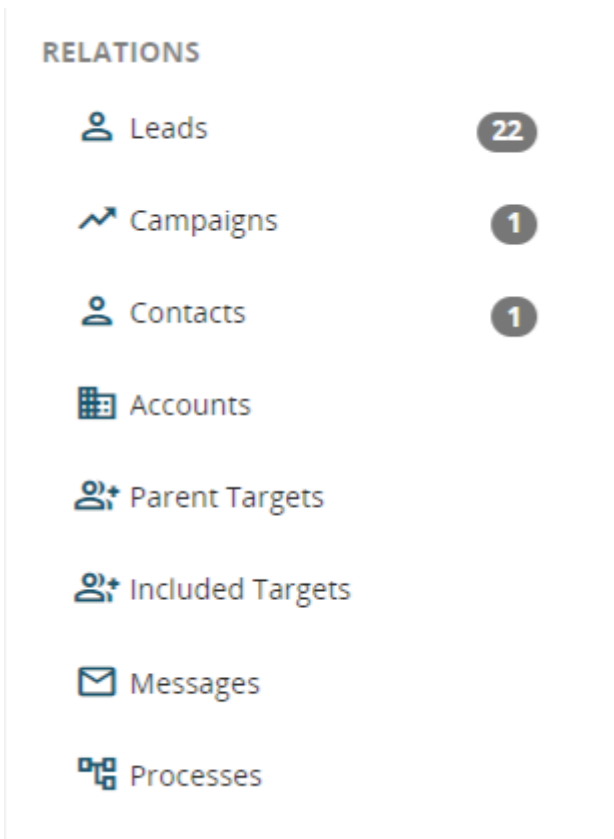 RELATIONS
Leads 22
Campaigns 1
Contacts 1
Accounts
Parent Targets
Included Targets
Messages
Processes